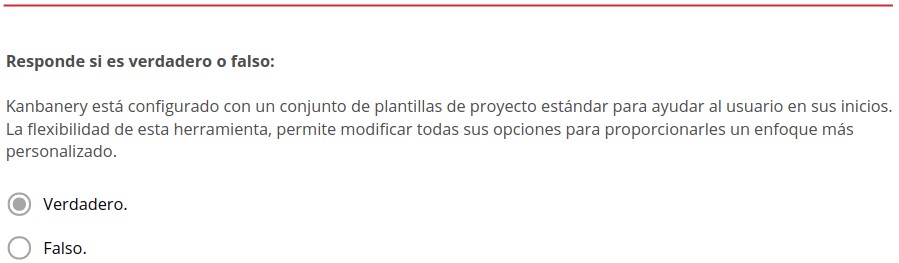 Responde si es verdadero o falso:
Kanbanery está configurado con un conjunto de plantillas de proyecto estándar para ayudar al usuario en sus inicios.
La flexibilidad de esta herramienta, permite modificar todas sus opciones para proporcionarles un enfoque más
personalizado.
Verdadero.
Falso.